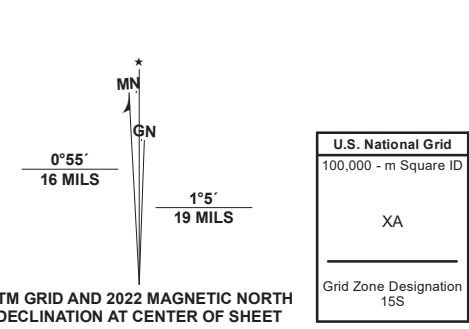 ★
MN
GN
0°55´
16 MILS
1°5´
19 MILS
TM GRID AND 2022 MAGNETIC NORTH
DECLINATION AT CENTER OF SHEET
U.S. National Grid
100,000 - m Square ID
XA
Grid Zone Designation
15S